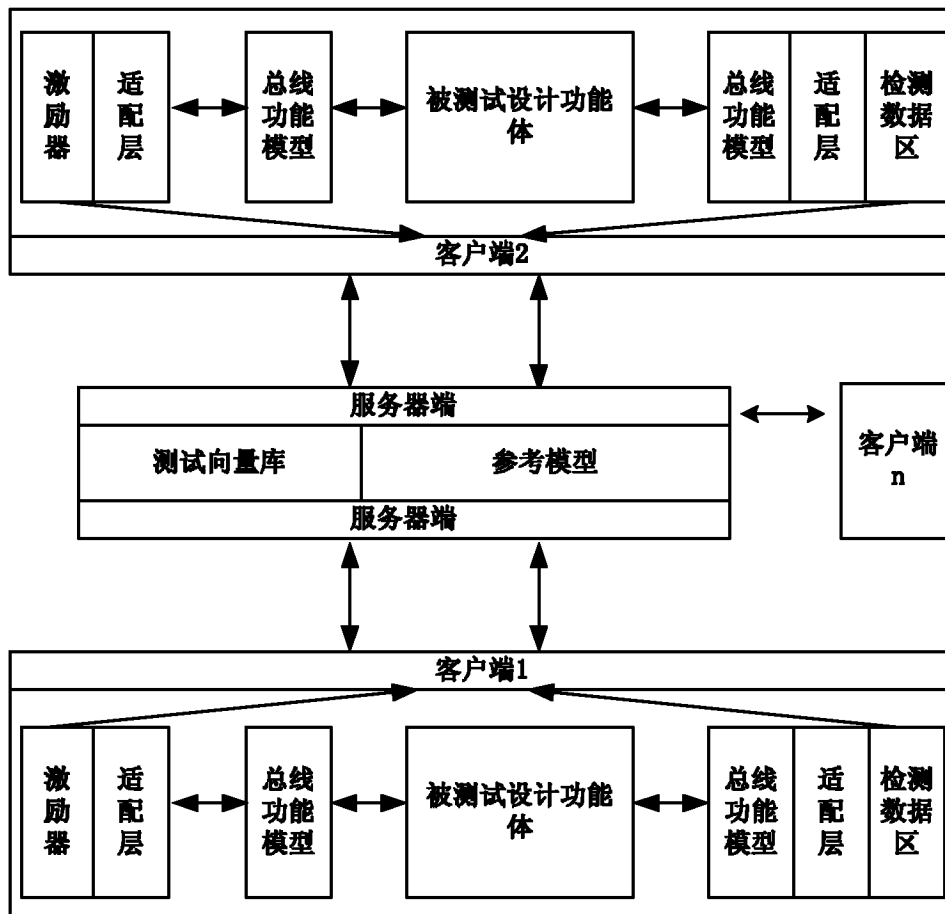 激励器
适配层
总线功能模型
被测试设计功能
体
总线功能模型
适配层
检测数据区
客户端2
服务器端
测试向量库
参考模型
服务器端
客户端
n
客户端1
激励器
适配层
总线功能模型
被测试设计功能
体
总线功能模型
适配层
检测数据区